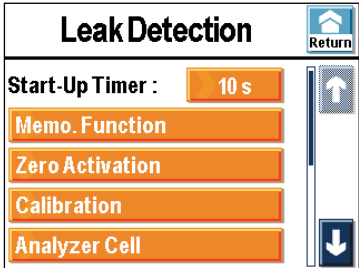 Leak Detection
Return
Start-Up Timer : 10 s
Memo. Function
Zero Activation
Calibration
Analyzer Cell